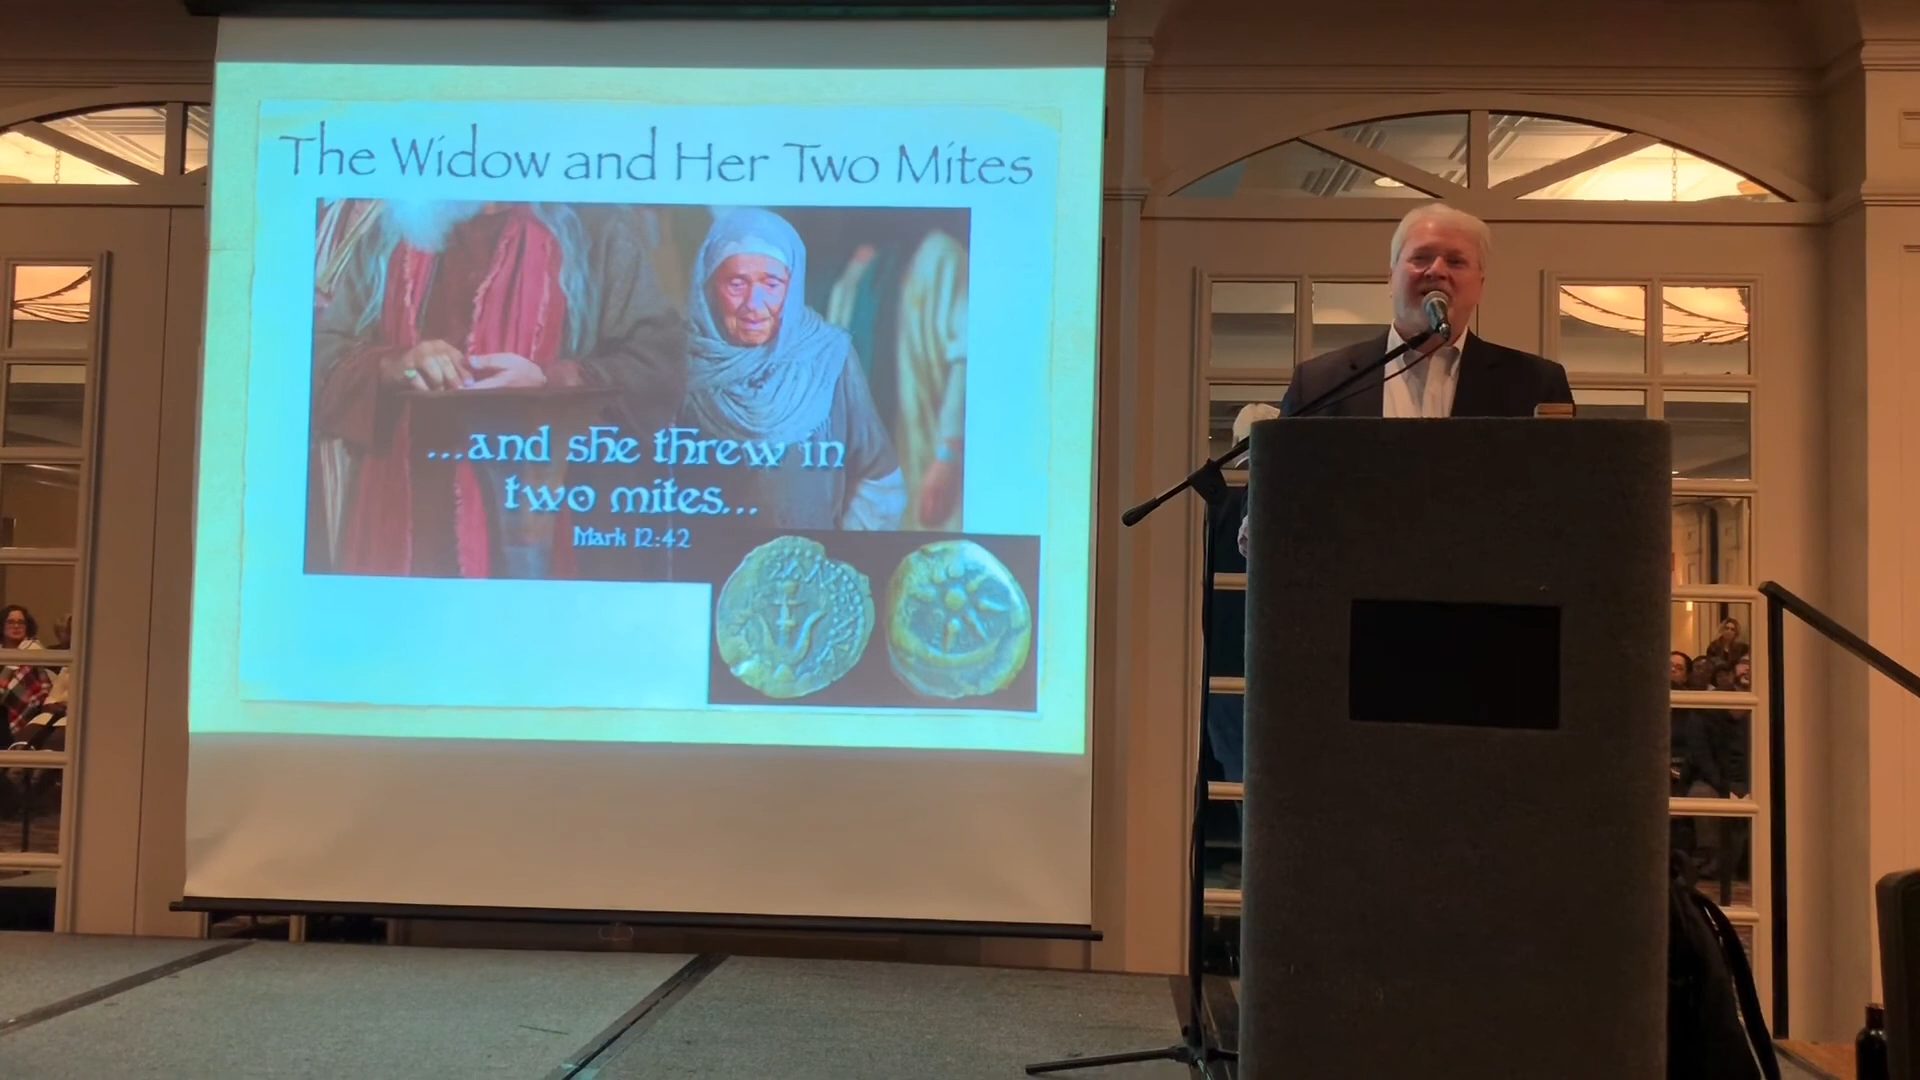 The Widow and Her Two Mites
...and she threw in
two mites...
Mark 12:42